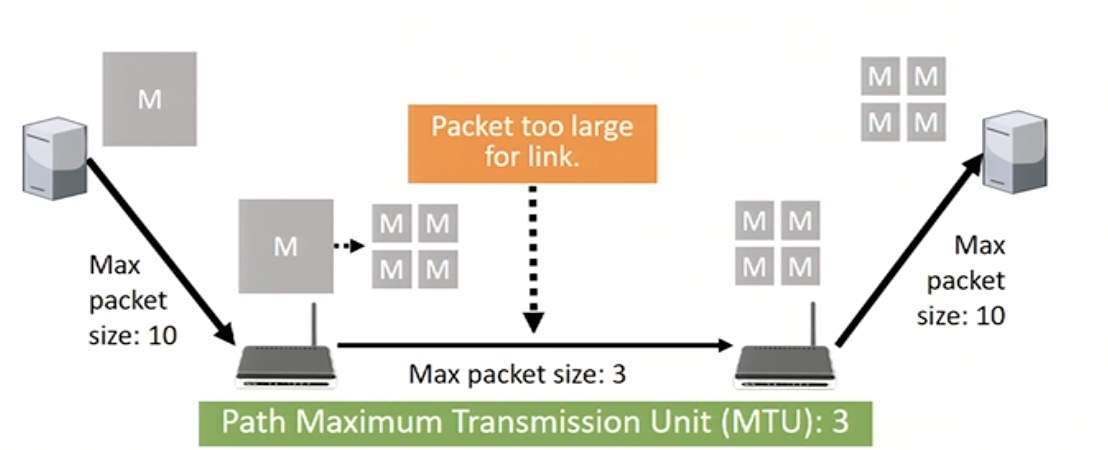 M
Packet too large
for link.
M M
M M
M
M M
M M
M M
M M
Max
packet
size: 10
Max
packet
size: 10
Max packet size: 3
Path Maximum Transmission Unit (MTU): 3